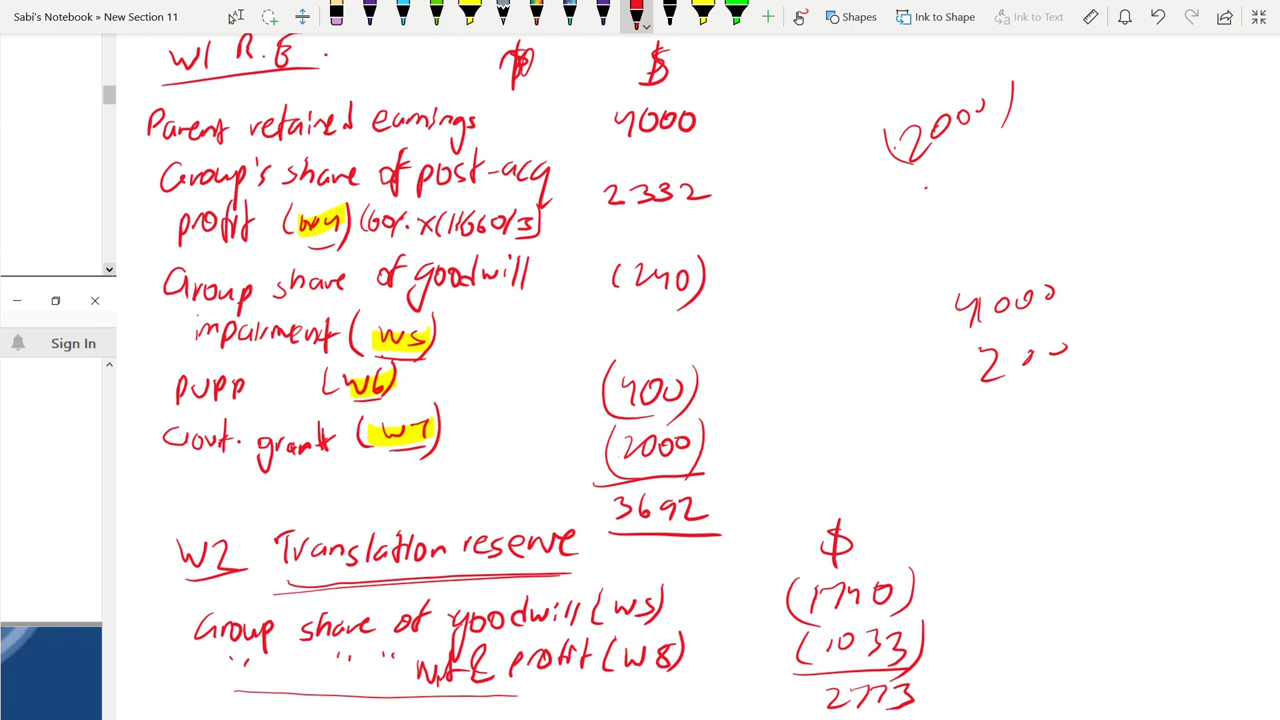 Sabi's Notebook » New Section 11
Shapes
Ink to Shape
Ink to Text
Sign In
W1 R.E.
$
Parent retained earnings 4000
Group's share of post-acq
profit (W4) (60% x (11660/3) 2332
Group share of goodwill (240)
impairment (W5)
PUPP (W6) (400)
Govt. grant (W7) (2000)
3692
W2 Translation reserve $
Group share of goodwill (W5) (1740)
" " " NA & profit (W8) (1033)
2773
(2000)
4000
200